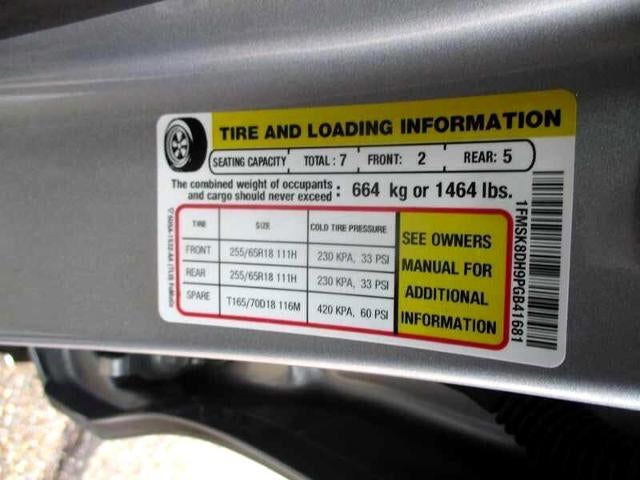 TIRE AND LOADING INFORMATION
SEATING CAPACITY TOTAL : 7 FRONT: 2 REAR: 5
The combined weight of occupants
and cargo should never exceed : 664 kg or 1464 lbs.
TIRE SIZE COLD TIRE PRESSURE
FRONT 255/65R18 111H 230 KPA, 33 PSI
REAR 255/65R18 111H 230 KPA, 33 PSI
SPARE T165/70D18 116M 420 KPA, 60 PSI
SEE OWNERS
MANUAL FOR
ADDITIONAL
INFORMATION